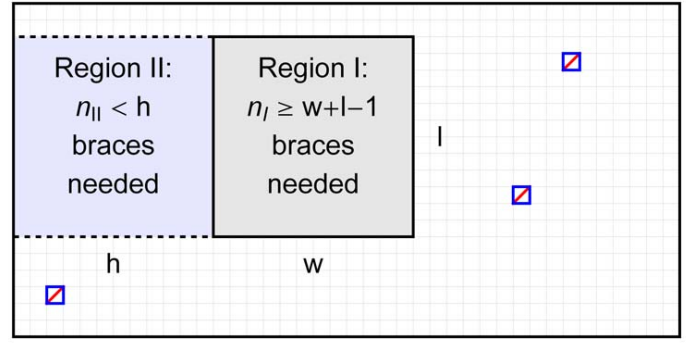 Region II:
n_II < h
braces
needed
Region I:
n_I ≥ w+l−1
braces
needed
l
h
w